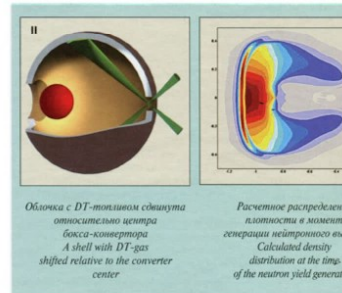 II
Облочка с DT-топливом сдвинута
относительно центра
бокса-конвертора
A shell with DT-gas
shifted relative to the converter
center
Расчетное распределен
плотности в момент
генерации нейтронного вы
Calculated density
distribution at the time
of the neutron yield generat